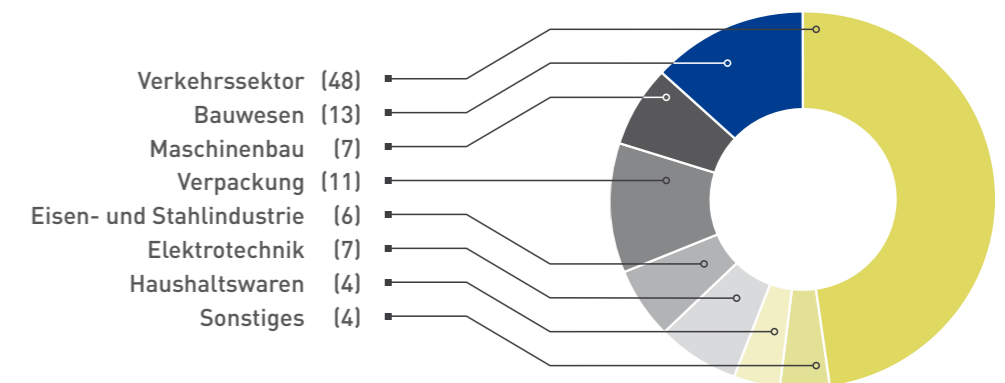 Verkehrssektor (48)
Bauwesen (13)
Maschinenbau (7)
Verpackung (11)
Eisen- und Stahlindustrie (6)
Elektrotechnik (7)
Haushaltswaren (4)
Sonstiges (4)